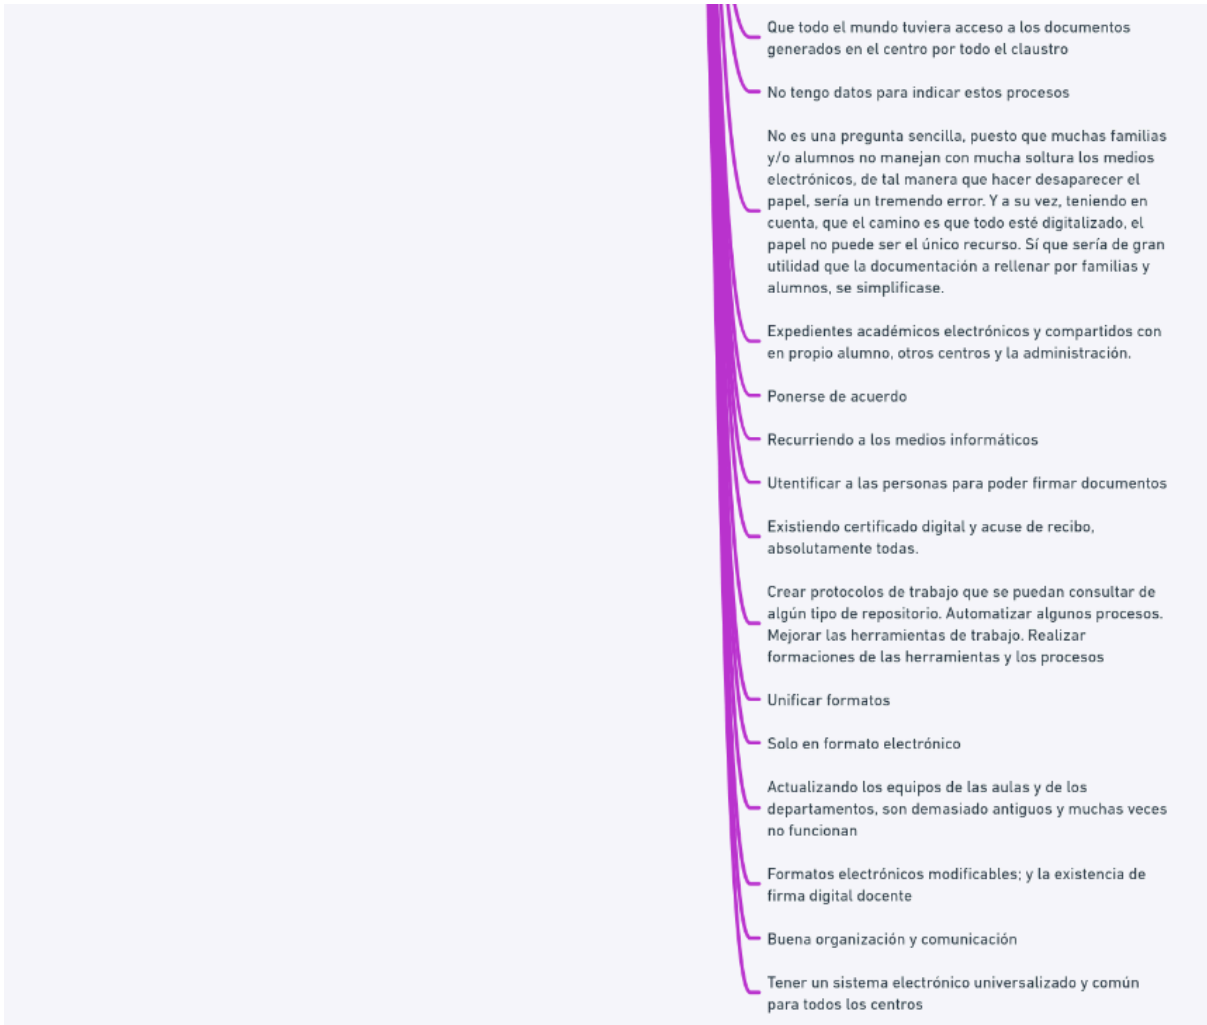 Que todo el mundo tuviera acceso a los documentos
generados en el centro por todo el claustro
No tengo datos para indicar estos procesos
No es una pregunta sencilla, puesto que muchas familias
y/o alumnos no manejan con mucha soltura los medios
electrónicos, de tal manera que hacer desaparecer el
papel, sería un tremendo error. Y a su vez, teniendo en
cuenta, que el camino es que todo esté digitalizado, el
papel no puede ser el único recurso. Sí que sería de gran
utilidad que la documentación a rellenar por familias y
alumnos, se simplificase.
Expedientes académicos electrónicos y compartidos con
en propio alumno, otros centros y la administración.
Ponerse de acuerdo
Recurriendo a los medios informáticos
Utentificar a las personas para poder firmar documentos
Existiendo certificado digital y acuse de recibo,
absolutamente todas.
Crear protocolos de trabajo que se puedan consultar de
algún tipo de repositorio. Automatizar algunos procesos.
Mejorar las herramientas de trabajo. Realizar
formaciones de las herramientas y los procesos
Unificar formatos
Solo en formato electrónico
Actualizando los equipos de las aulas y de los
departamentos, son demasiado antiguos y muchas veces
no funcionan
Formatos electrónicos modificables; y la existencia de
firma digital docente
Buena organización y comunicación
Tener un sistema electrónico universalizado y común
para todos los centros